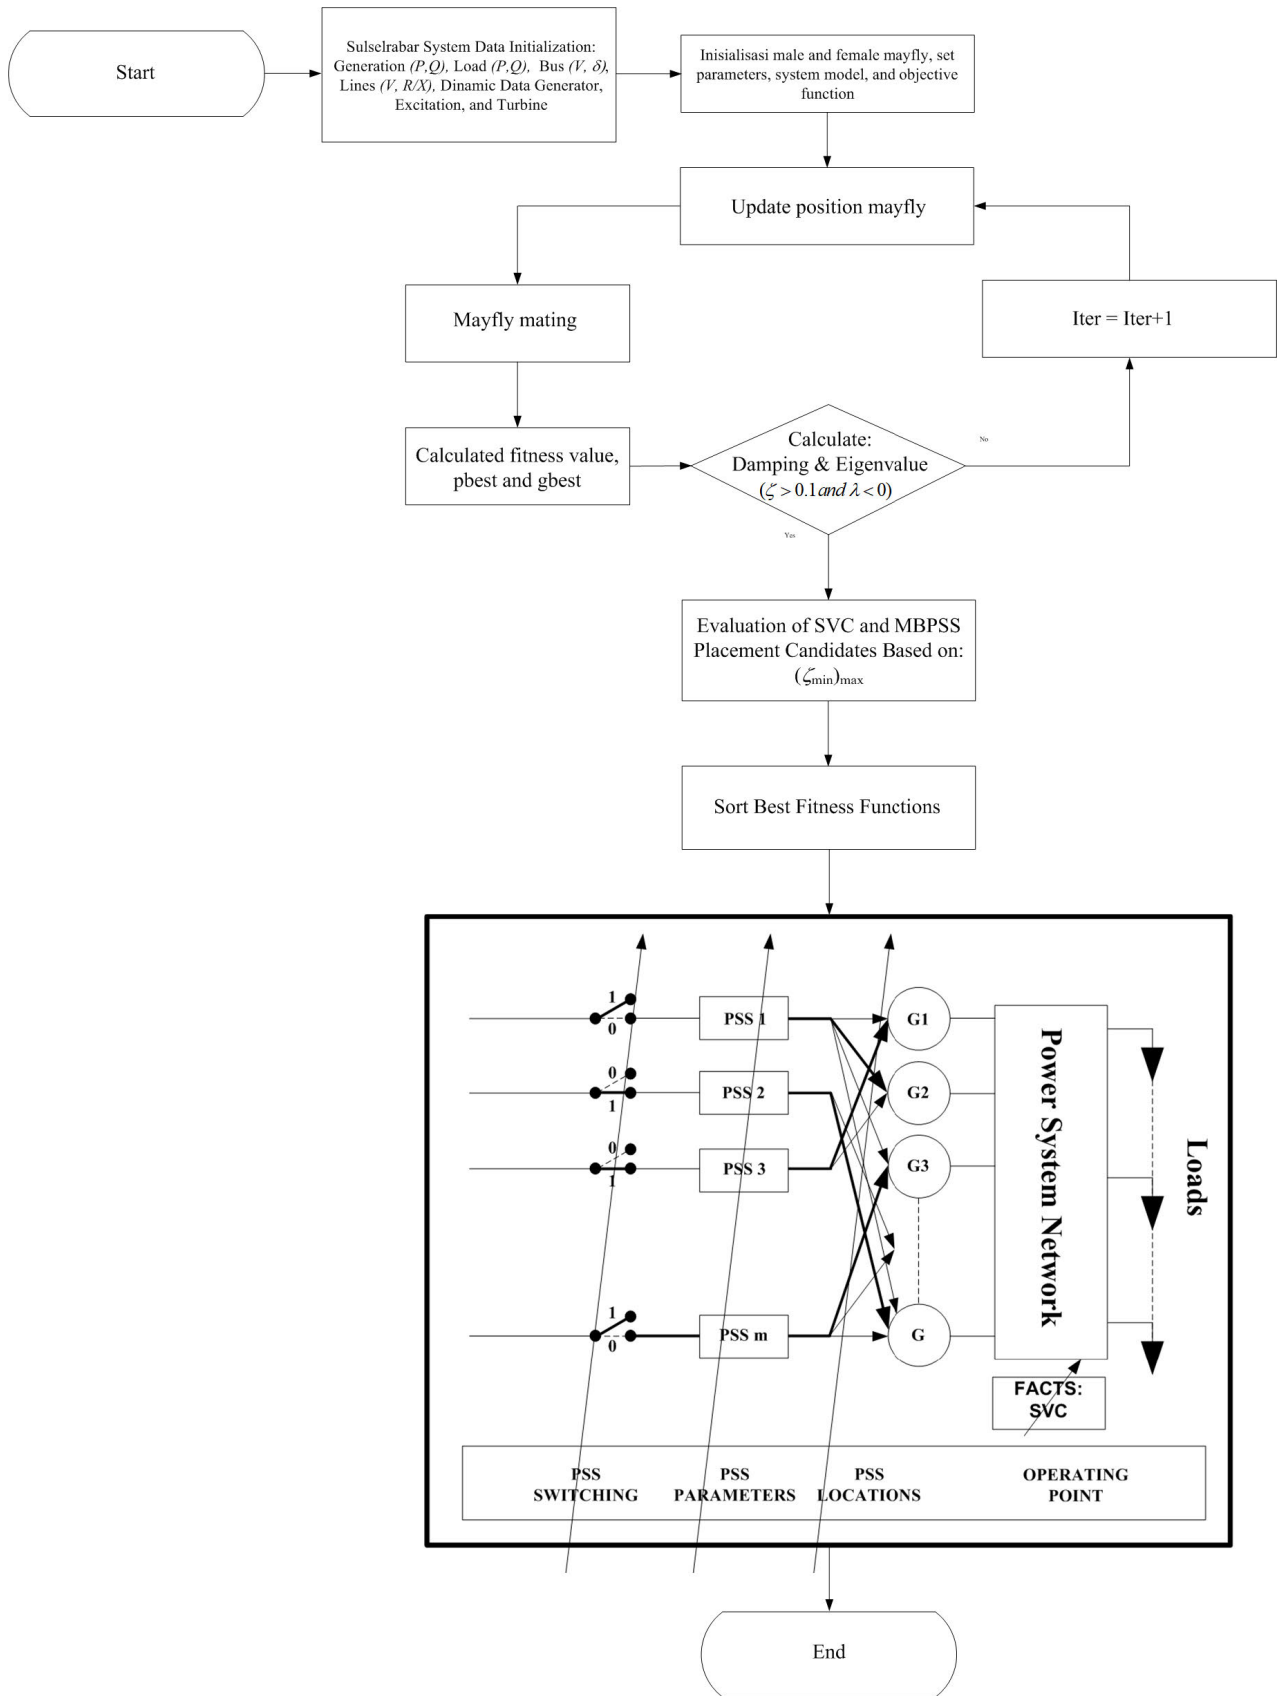 Start
Sulselrabar System Data Initialization:
Generation (P,Q), Load (P,Q), Bus (V, δ),
Lines (V, R/X), Dinamic Data Generator,
Excitation, and Turbine
Inisialisasi male and female mayfly, set
parameters, system model, and objective
function
Update position mayfly
Mayfly mating
Iter = Iter+1
Calculated fitness value,
pbest and gbest
Calculate:
Damping & Eigenvalue
(ζ > 0.1 and λ < 0)
No
Yes
Evaluation of SVC and MBPSS
Placement Candidates Based on:
(ζmin)max
Sort Best Fitness Functions
1
0
PSS 1
G1
0
1
PSS 2
G2
0
1
PSS 3
G3
1
0
PSS m
G
Power System Network
Loads
FACTS:
SVC
PSS
SWITCHING
PSS
PARAMETERS
PSS
LOCATIONS
OPERATING
POINT
End